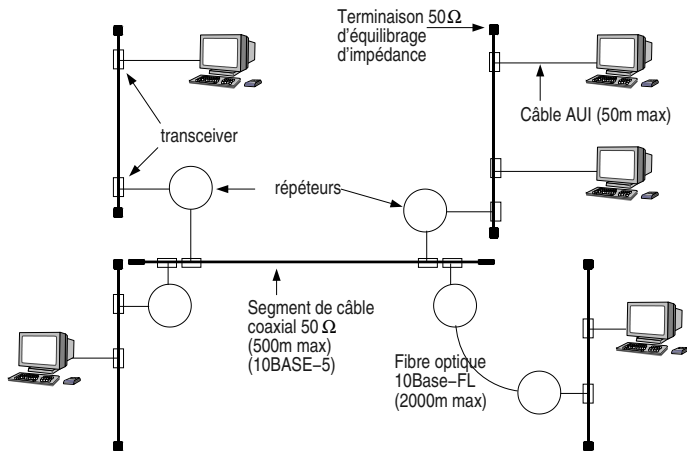 Terminaison 50Ω
d'équilibrage
d'impédance
Câble AUI (50m max)
transceiver
répéteurs
Segment de câble
coaxial 50 Ω
(500m max)
(10BASE−5)
Fibre optique
10Base−FL
(2000m max)